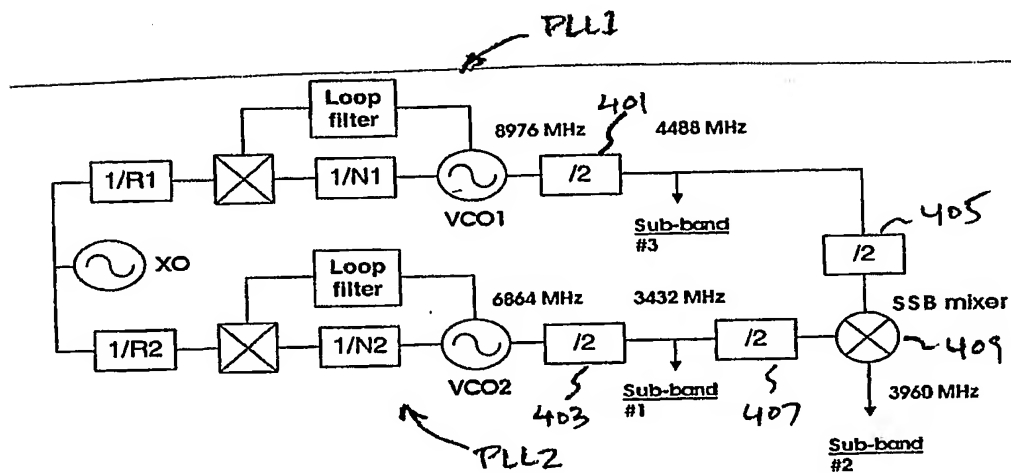 PLL1
Loop
filter
401
8976 MHz
4488 MHz
1/R1
1/N1
/2
VCO1
Sub-band
#3
405
/2
XO
Loop
filter
6864 MHz
3432 MHz
SSB mixer
409
1/R2
1/N2
/2
/2
VCO2
403
Sub-band
#1
407
3960 MHz
PLL2
Sub-band
#2